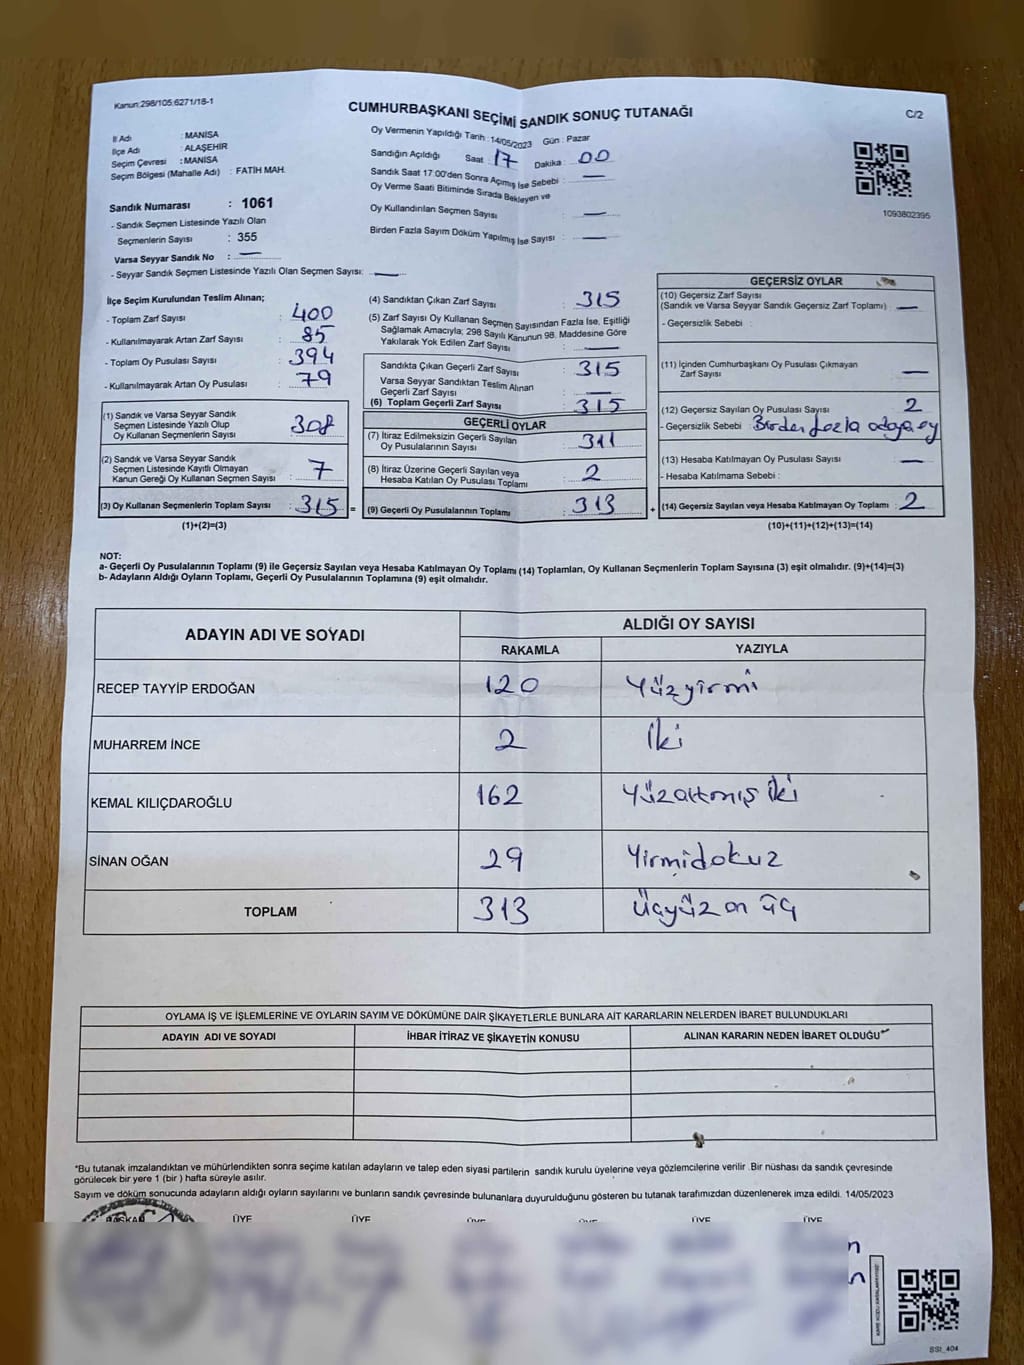 Kanun:298/105;6271/18-1
CUMHURBAŞKANI SEÇİMİ SANDIK SONUÇ TUTANAĞI
C/2
İl Adı : MANİSA
İlçe Adı : ALAŞEHİR
Seçim Çevresi : MANİSA
Seçim Bölgesi (Mahalle Adı) : FATİH MAH.
Sandık Numarası : 1061
- Sandık Seçmen Listesinde Yazılı Olan
Seçmenlerin Sayısı : 355
Varsa Seyyar Sandık No : —
- Seyyar Sandık Seçmen Listesinde Yazılı Olan Seçmen Sayısı: —
Oy Vermenin Yapıldığı Tarih : 14/05/2023 Gün : Pazar
Sandığın Açıldığı Saat : 17 Dakika : 00
Sandık Saat 17:00'den Sonra Açımış İse Sebebi : —
Oy Verme Saati Bitiminde Sırada Bekleyen ve
Oy Kullandırılan Seçmen Sayısı : —
Birden Fazla Sayım Döküm Yapılmış İse Sayısı : —
1093802395
İlçe Seçim Kurulundan Teslim Alınan;
- Toplam Zarf Sayısı : 400
- Kullanılmayarak Artan Zarf Sayısı : 85
- Toplam Oy Pusulası Sayısı : 394
- Kullanılmayarak Artan Oy Pusulası : 79
(1) Sandık ve Varsa Seyyar Sandık
Seçmen Listesinde Yazılı Olup
Oy Kullanan Seçmenlerin Sayısı : 308
(2) Sandık ve Varsa Seyyar Sandık
Seçmen Listesinde Kayıtlı Olmayan
Kanun Gereği Oy Kullanan Seçmen Sayısı : 7
(3) Oy Kullanan Seçmenlerin Toplam Sayısı : 315
(1)+(2)=(3)
=
(4) Sandıktan Çıkan Zarf Sayısı : 315
(5) Zarf Sayısı Oy Kullanan Seçmen Sayısından Fazla İse, Eşitliği
Sağlamak Amacıyla; 298 Sayılı Kanunun 98. Maddesine Göre
Yakılarak Yok Edilen Zarf Sayısı : —
Sandıkta Çıkan Geçerli Zarf Sayısı : 315
Varsa Seyyar Sandıktan Teslim Alınan
Geçerli Zarf Sayısı : —
(6) Toplam Geçerli Zarf Sayısı : 315
GEÇERLİ OYLAR
(7) İtiraz Edilmeksizin Geçerli Sayılan
Oy Pusulalarının Sayısı : 311
(8) İtiraz Üzerine Geçerli Sayılan veya
Hesaba Katılan Oy Pusulası Toplamı : 2
(9) Geçerli Oy Pusulalarının Toplamı : 313
+
GEÇERSİZ OYLAR
(10) Geçersiz Zarf Sayısı
(Sandık ve Varsa Seyyar Sandık Geçersiz Zarf Toplamı) : —
- Geçersizlik Sebebi :
(11) İçinden Cumhurbaşkanı Oy Pusulası Çıkmayan
Zarf Sayısı : —
(12) Geçersiz Sayılan Oy Pusulası Sayısı : 2
- Geçersizlik Sebebi : Birden fazla adaya oy
(13) Hesaba Katılmayan Oy Pusulası Sayısı : —
- Hesaba Katılmama Sebebi :
(14) Geçersiz Sayılan veya Hesaba Katılmayan Oy Toplamı : 2
(10)+(11)+(12)+(13)=(14)
NOT:
a- Geçerli Oy Pusulalarının Toplamı (9) ile Geçersiz Sayılan veya Hesaba Katılmayan Oy Toplamı (14) Toplamları, Oy Kullanan Seçmenlerin Toplam Sayısına (3) eşit olmalıdır. (9)+(14)=(3)
b- Adayların Aldığı Oyların Toplamı, Geçerli Oy Pusulalarının Toplamına (9) eşit olmalıdır.
ADAYIN ADI VE SOYADI
ALDIĞI OY SAYISI
RAKAMLA YAZIYLA
RECEP TAYYİP ERDOĞAN 120 Yüzyirmi
MUHARREM İNCE 2 İki
KEMAL KILIÇDAROĞLU 162 Yüzaltmış iki
SİNAN OĞAN 29 Yirmidokuz
TOPLAM 313 Üçyüz on üç
OYLAMA İŞ VE İŞLEMLERİNE VE OYLARIN SAYIM VE DÖKÜMÜNE DAİR ŞİKAYETLERLE BUNLARA AİT KARARLARIN NELERDEN İBARET BULUNDUKLARI
ADAYIN ADI VE SOYADI İHBAR İTİRAZ VE ŞİKAYETİN KONUSU ALINAN KARARIN NEDEN İBARET OLDUĞU
*Bu tutanak imzalandıktan ve mühürlendikten sonra seçime katılan adayların ve talep eden siyasi partilerin sandık kurulu üyelerine veya gözlemcilerine verilir .Bir nüshası da sandık çevresinde
görülecek bir yere 1 (bir ) hafta süreyle asılır.
Sayım ve döküm sonucunda adayların aldığı oyların sayılarını ve bunların sandık çevresinde bulunanlara duyurulduğunu gösteren bu tutanak tarafımızdan düzenlenerek imza edildi. 14/05/2023
BAŞKAN ÜYE ÜYE ÜYE ÜYE ÜYE ÜYE
SSI_404